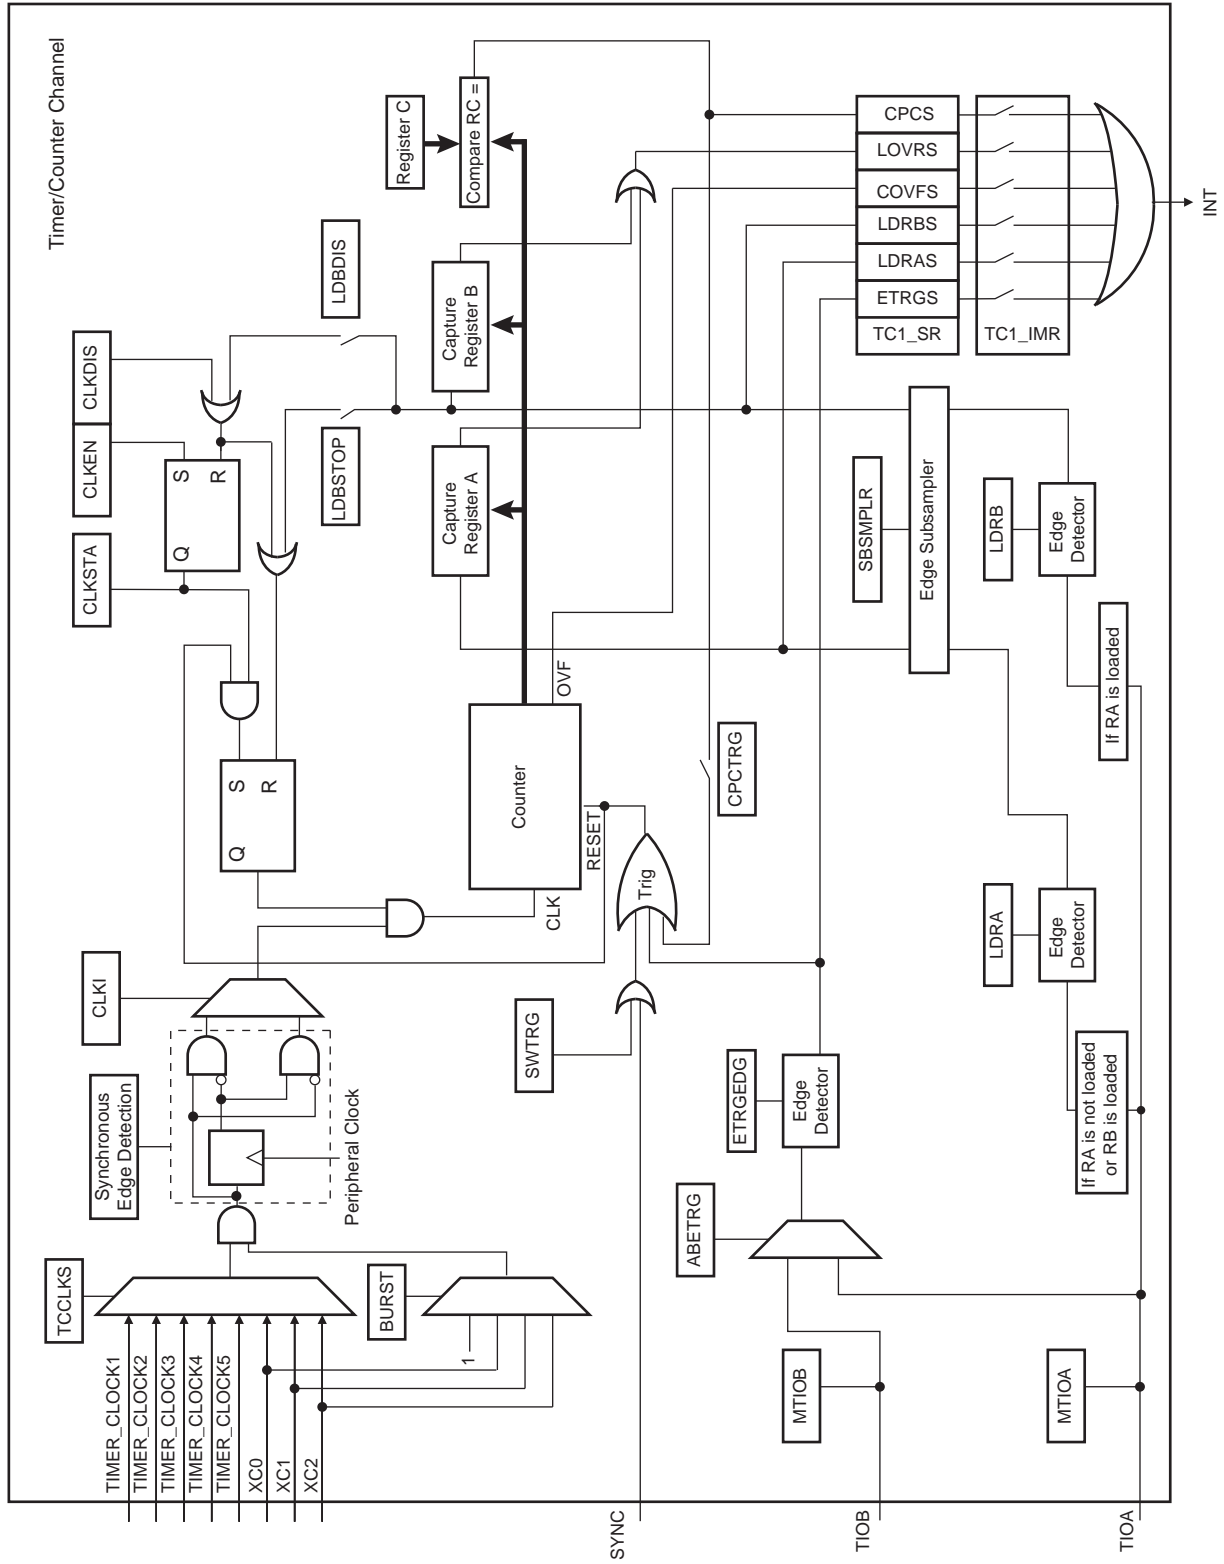 Timer/Counter Channel
TCCLKS
TIMER_CLOCK1
TIMER_CLOCK2
TIMER_CLOCK3
TIMER_CLOCK4
TIMER_CLOCK5
XC0
XC1
XC2
Synchronous
Edge Detection
CLKI
Peripheral Clock
BURST
1
CLKSTA
CLKEN
CLKDIS
Q
S
R
Q
S
R
LDBSTOP
LDBDIS
Register C
Capture
Register A
Capture
Register B
Compare RC =
Counter
CLK
OVF
RESET
SWTRG
Trig
CPCTRG
SYNC
ABETRG
ETRGEDG
Edge
Detector
MTIOB
TIOB
SBSMPLR
Edge Subsampler
LDRA
Edge
Detector
LDRB
Edge
Detector
If RA is not loaded
or RB is loaded
If RA is loaded
MTIOA
TIOA
CPCS
LOVRS
COVFS
LDRBS
LDRAS
ETRGS
TC1_SR
TC1_IMR
INT